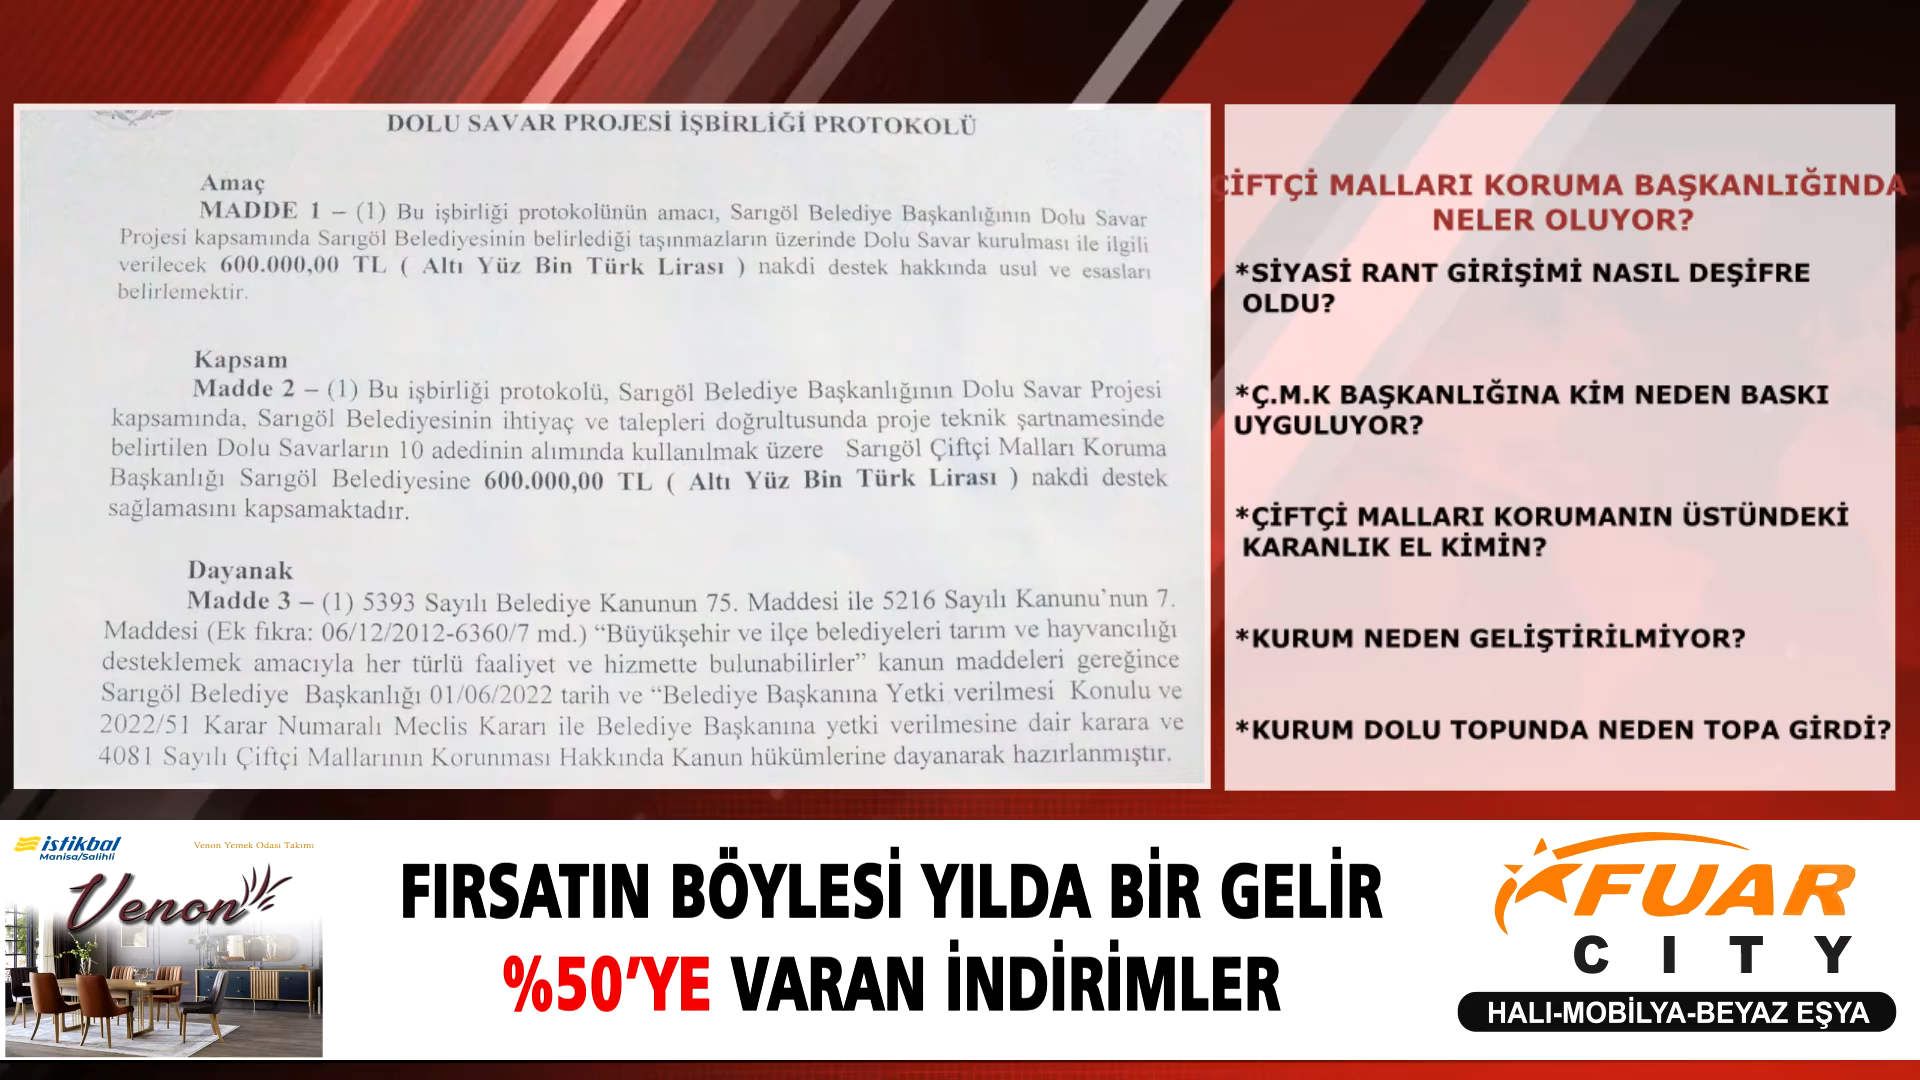 DOLU SAVAR PROJESİ İŞBİRLİĞİ PROTOKOLÜ
Amaç
MADDE 1 – (1) Bu işbirliği protokolünün amacı, Sarıgöl Belediye Başkanlığının Dolu Savar
Projesi kapsamında Sarıgöl Belediyesinin belirlediği taşınmazların üzerinde Dolu Savar kurulması ile ilgili
verilecek 600.000,00 TL ( Altı Yüz Bin Türk Lirası ) nakdi destek hakkında usul ve esasları
belirlemektir.
Kapsam
Madde 2 – (1) Bu işbirliği protokolü, Sarıgöl Belediye Başkanlığının Dolu Savar Projesi
kapsamında, Sarıgöl Belediyesinin ihtiyaç ve talepleri doğrultusunda proje teknik şartnamesinde
belirtilen Dolu Savarların 10 adedinin alımında kullanılmak üzere Sarıgöl Çiftçi Malları Koruma
Başkanlığı Sarıgöl Belediyesine 600.000,00 TL ( Altı Yüz Bin Türk Lirası ) nakdi destek
sağlamasını kapsamaktadır.
Dayanak
Madde 3 – (1) 5393 Sayılı Belediye Kanunun 75. Maddesi ile 5216 Sayılı Kanunu’nun 7.
Maddesi (Ek fıkra: 06/12/2012-6360/7 md.) “Büyükşehir ve ilçe belediyeleri tarım ve hayvancılığı
desteklemek amacıyla her türlü faaliyet ve hizmette bulunabilirler” kanun maddeleri gereğince
Sarıgöl Belediye Başkanlığı 01/06/2022 tarih ve “Belediye Başkanına Yetki verilmesi Konulu ve
2022/51 Karar Numaralı Meclis Kararı ile Belediye Başkanına yetki verilmesine dair karara ve
4081 Sayılı Çiftçi Mallarının Korunması Hakkında Kanun hükümlerine dayanarak hazırlanmıştır.
ÇİFTÇİ MALLARI KORUMA BAŞKANLIĞINDA
NELER OLUYOR?
*SİYASİ RANT GİRİŞİMİ NASIL DEŞİFRE
OLDU?
*Ç.M.K BAŞKANLIĞINA KİM NEDEN BASKI
UYGULUYOR?
*ÇİFTÇİ MALLARI KORUMANIN ÜSTÜNDEKİ
KARANLIK EL KİMİN?
*KURUM NEDEN GELİŞTİRİLMİYOR?
*KURUM DOLU TOPUNDA NEDEN TOPA GİRDİ?
istikbal
Manisa/Salihli
Venon Yemek Odası Takımı
Venon
FIRSATIN BÖYLESİ YILDA BİR GELİR
%50’YE VARAN İNDİRİMLER
FUAR
CITY
HALI-MOBİLYA-BEYAZ EŞYA